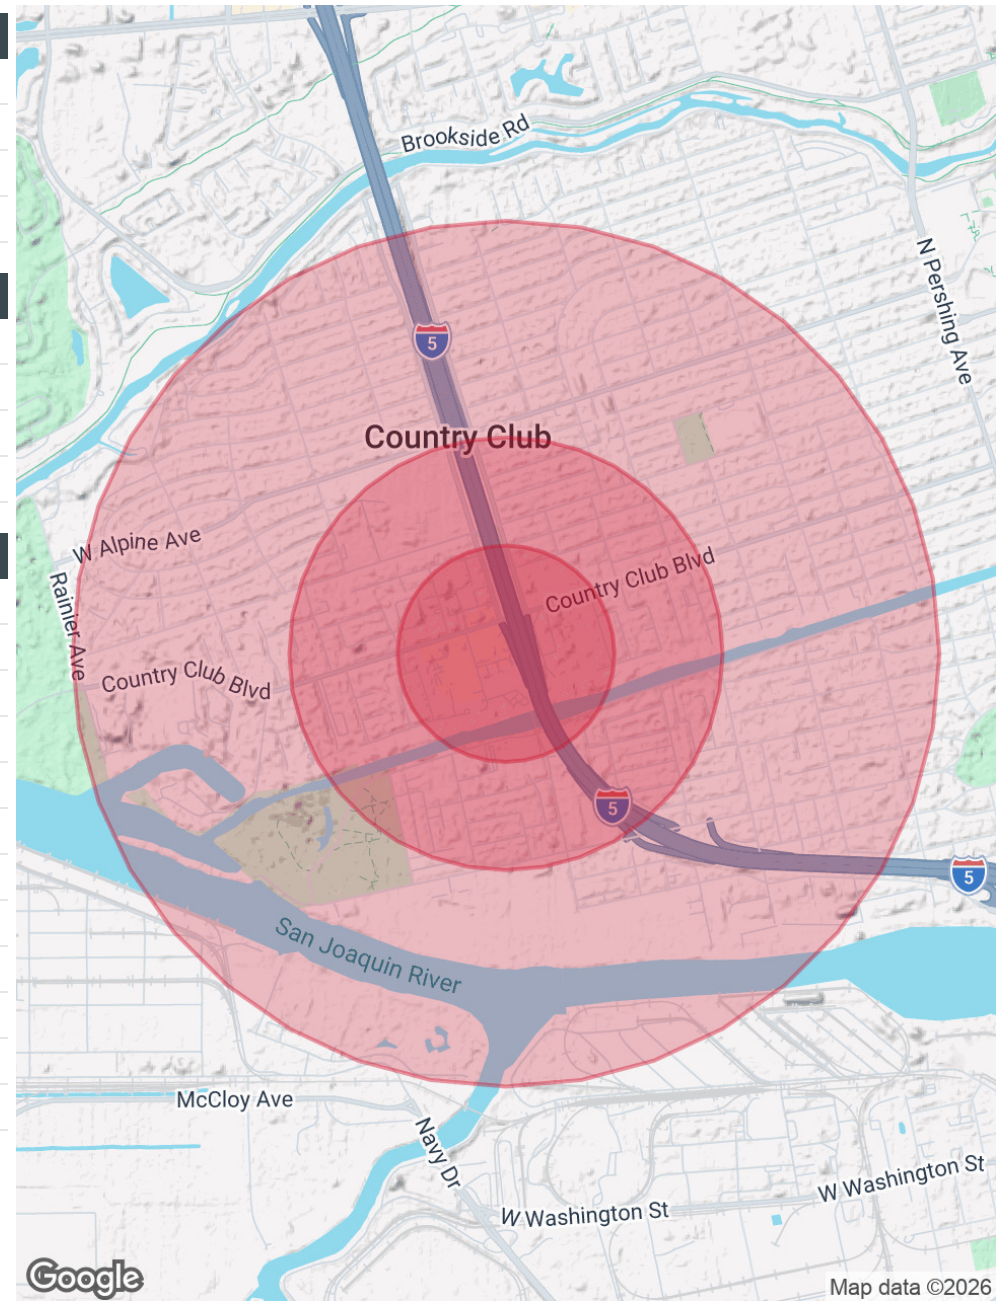 Brookside Rd
N Pershing Ave
5
Country Club
W Alpine Ave
Country Club Blvd
Rainier Ave
Country Club Blvd
5
5
San Joaquin River
McCloy Ave
Navy Dr
W Washington St
W Washington St
Google
Map data ©2026